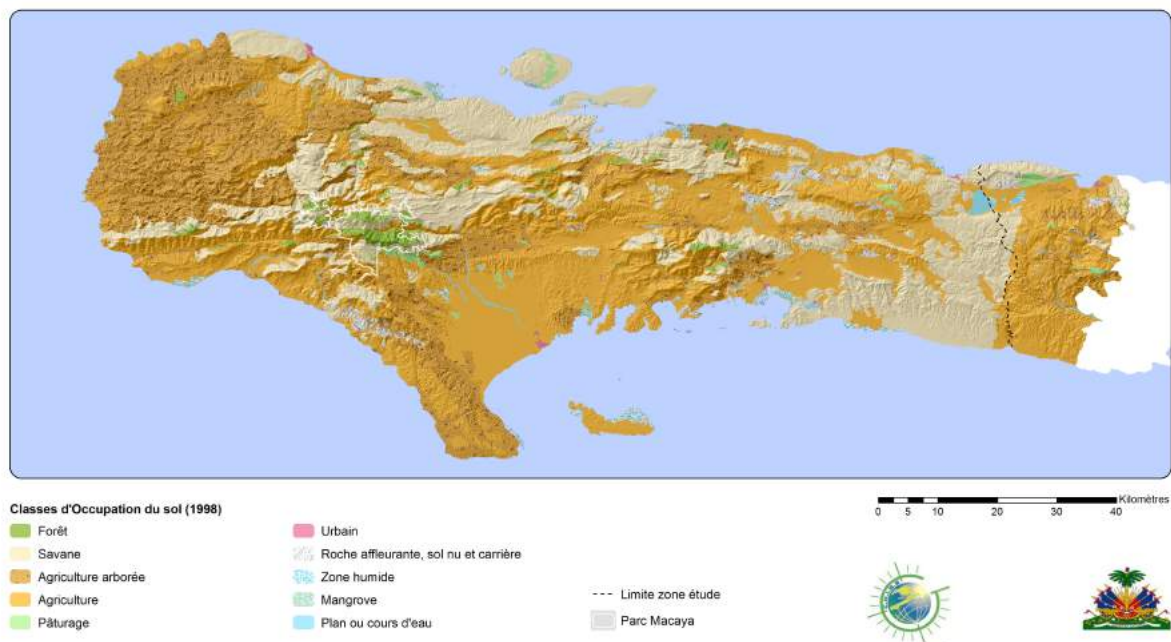 Classes d'Occupation du sol (1998)
Forêt
Savane
Agriculture arborée
Agriculture
Pâturage
Urbain
Roche affleurante, sol nu et carrière
Zone humide
Mangrove
Plan ou cours d'eau
Limite zone étude
Parc Macaya
Kilomètres
0 5 10 20 30 40